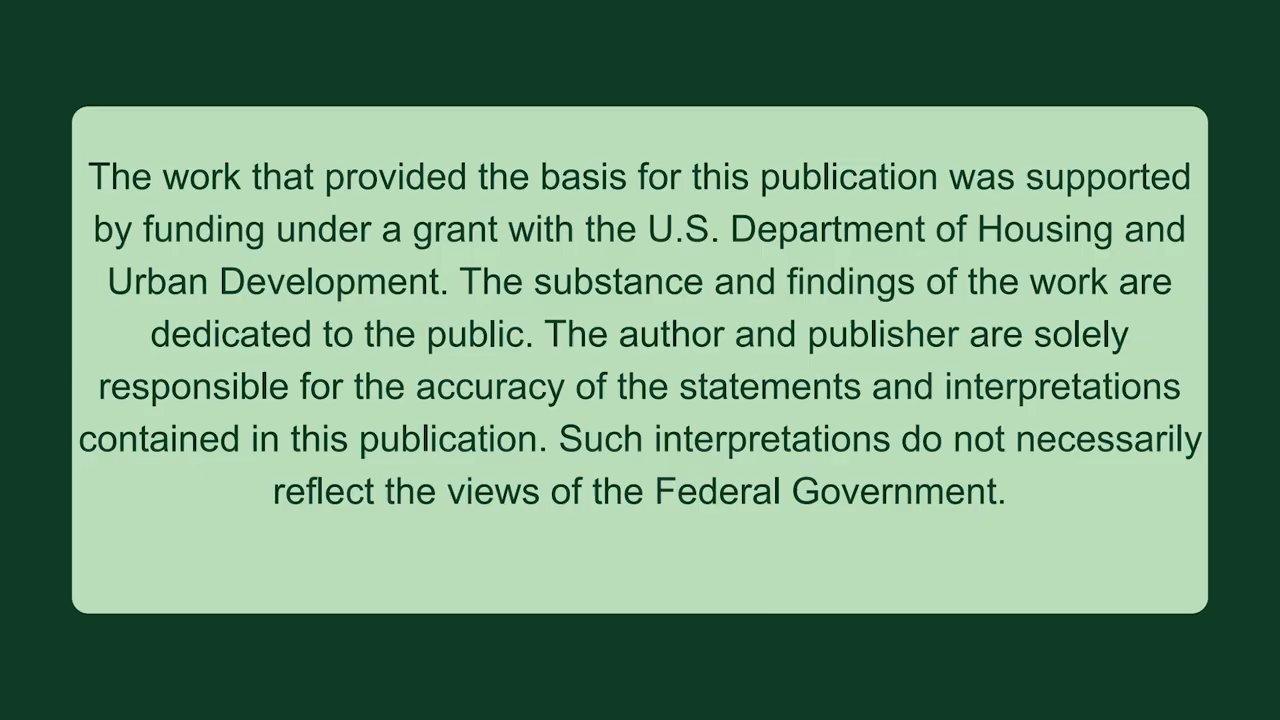 The work that provided the basis for this publication was supported
by funding under a grant with the U.S. Department of Housing and
Urban Development. The substance and findings of the work are
dedicated to the public. The author and publisher are solely
responsible for the accuracy of the statements and interpretations
contained in this publication. Such interpretations do not necessarily
reflect the views of the Federal Government.